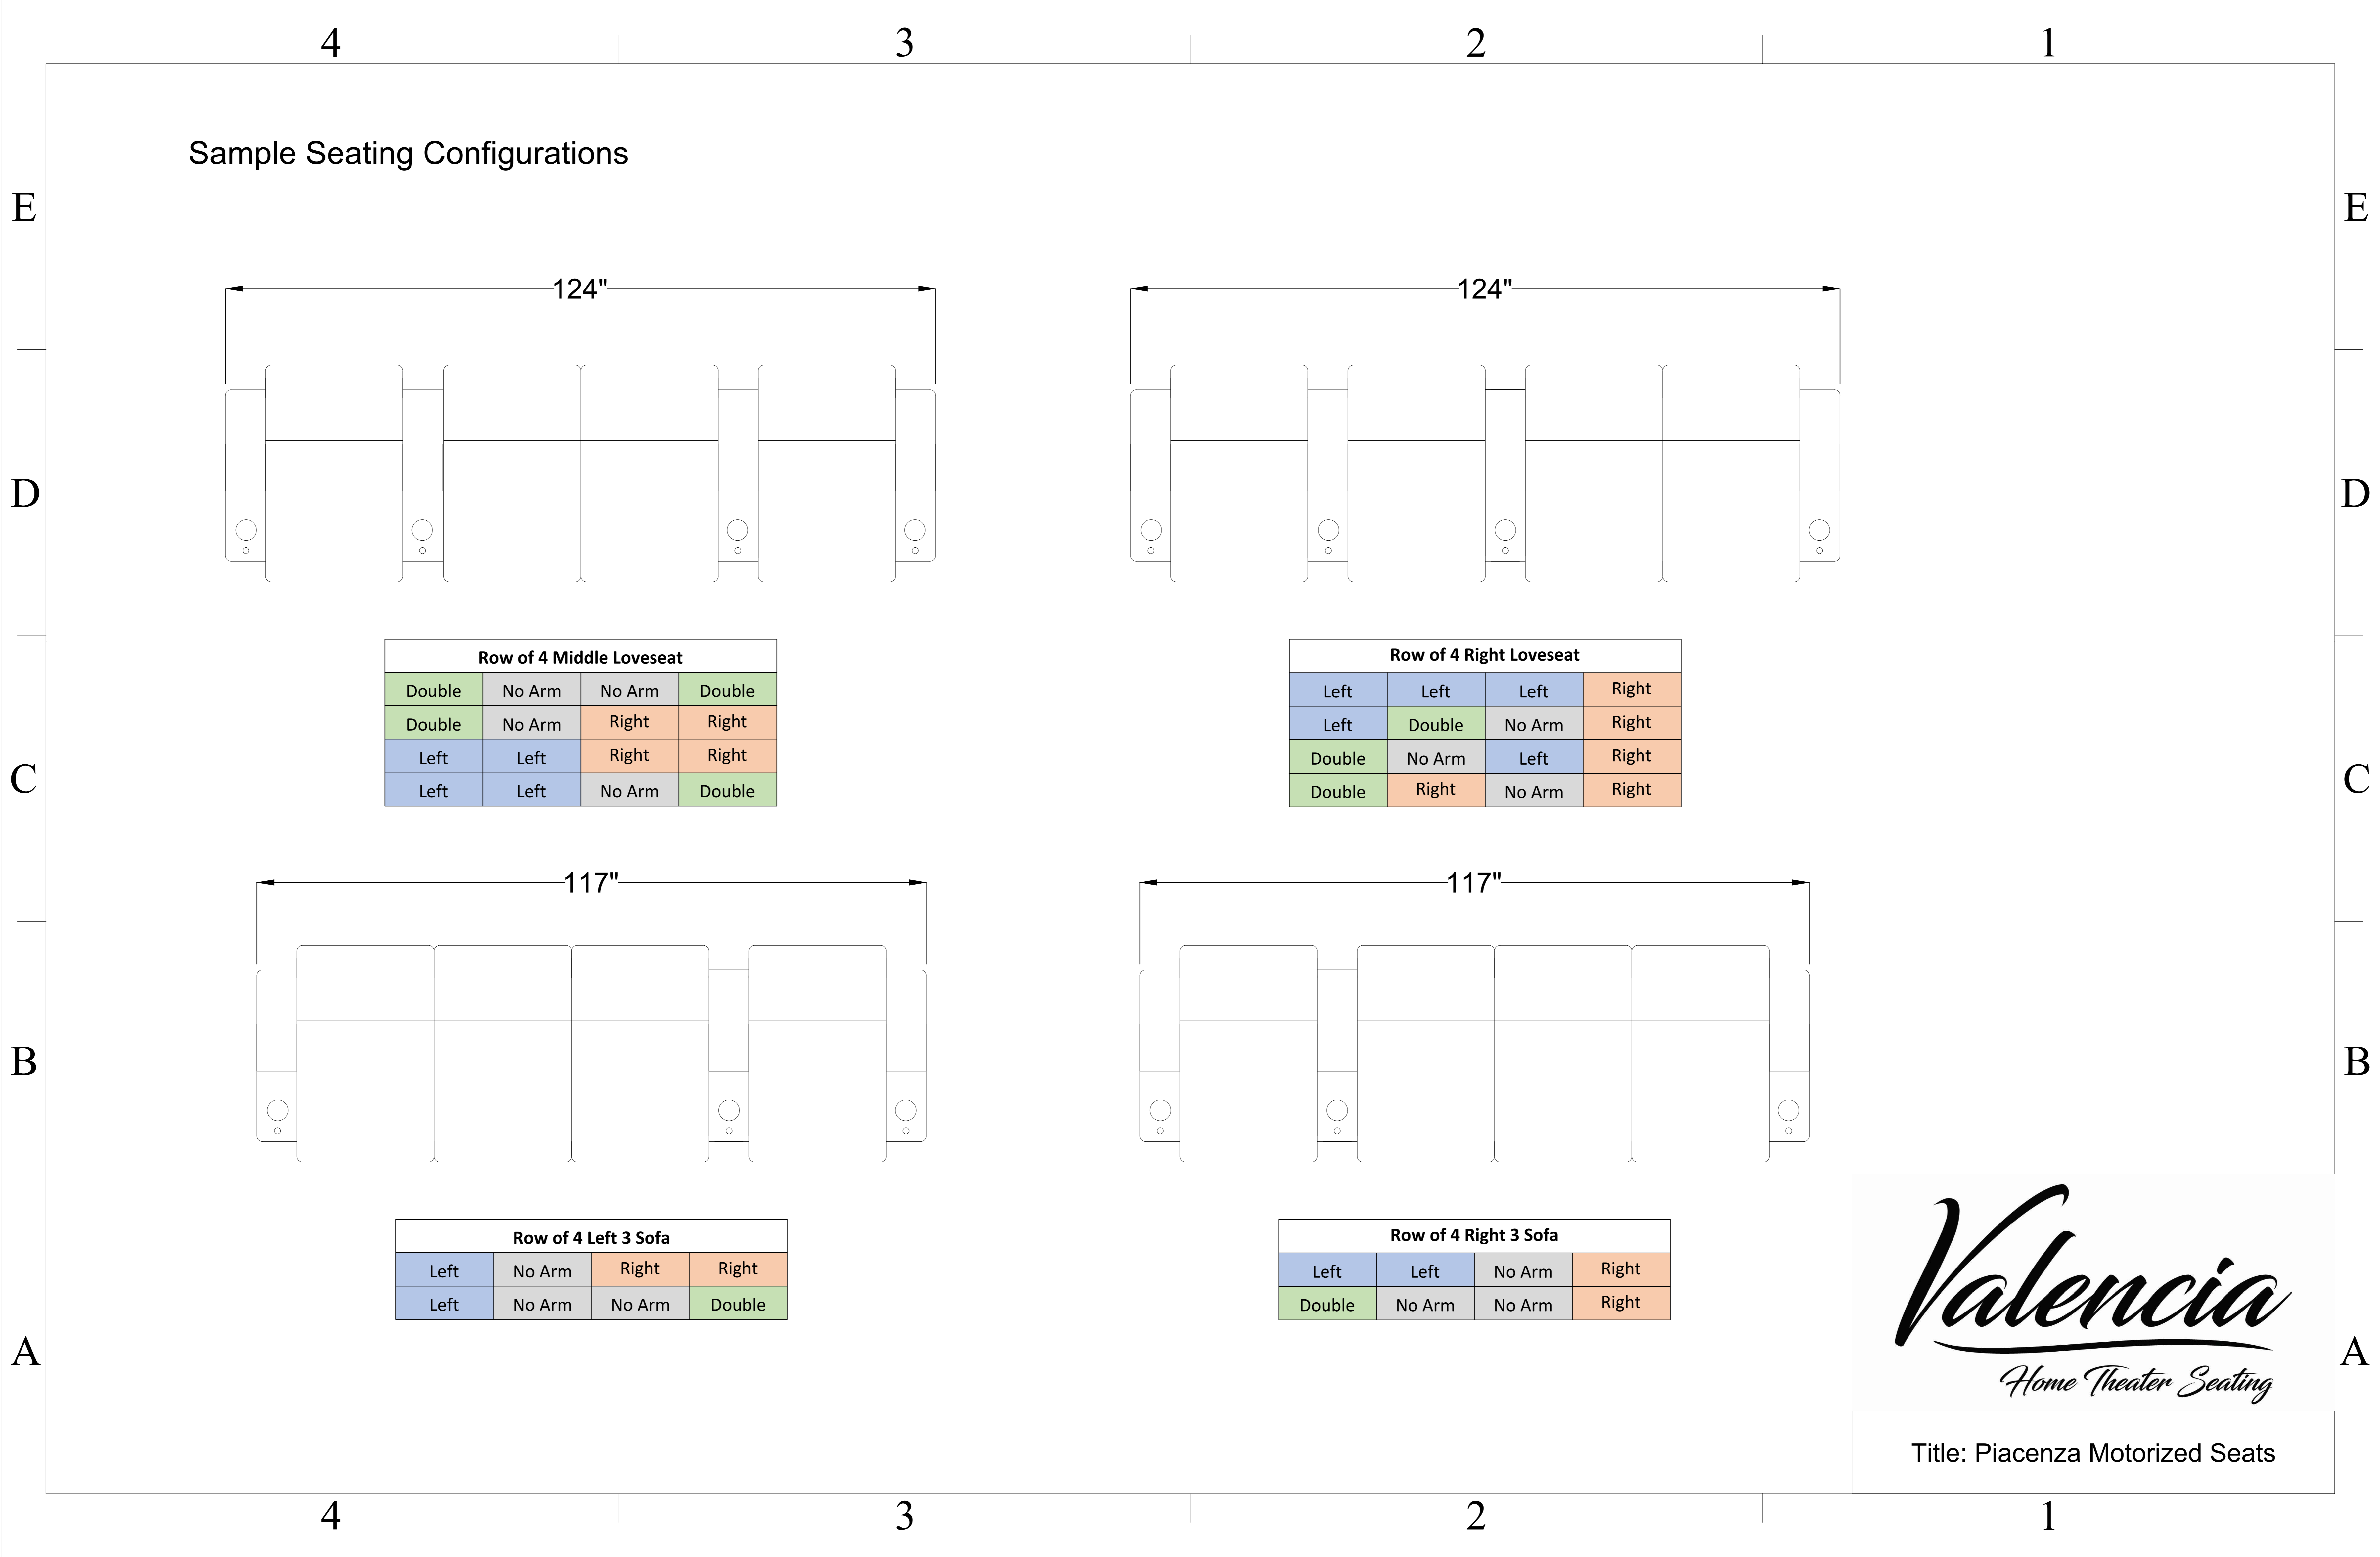 4 3 2 1
Sample Seating Configurations
E E
124" 124"
D D
Row of 4 Middle Loveseat
Double No Arm No Arm Double
Double No Arm Right Right
Left Left Right Right
Left Left No Arm Double
Row of 4 Right Loveseat
Left Left Left Right
Left Double No Arm Right
Double No Arm Left Right
Double Right No Arm Right
C C
117" 117"
B B
Row of 4 Left 3 Sofa
Left No Arm Right Right
Left No Arm No Arm Double
Row of 4 Right 3 Sofa
Left Left No Arm Right
Double No Arm No Arm Right
Valencia
Home Theater Seating
A A
Title: Piacenza Motorized Seats
4 3 2 1